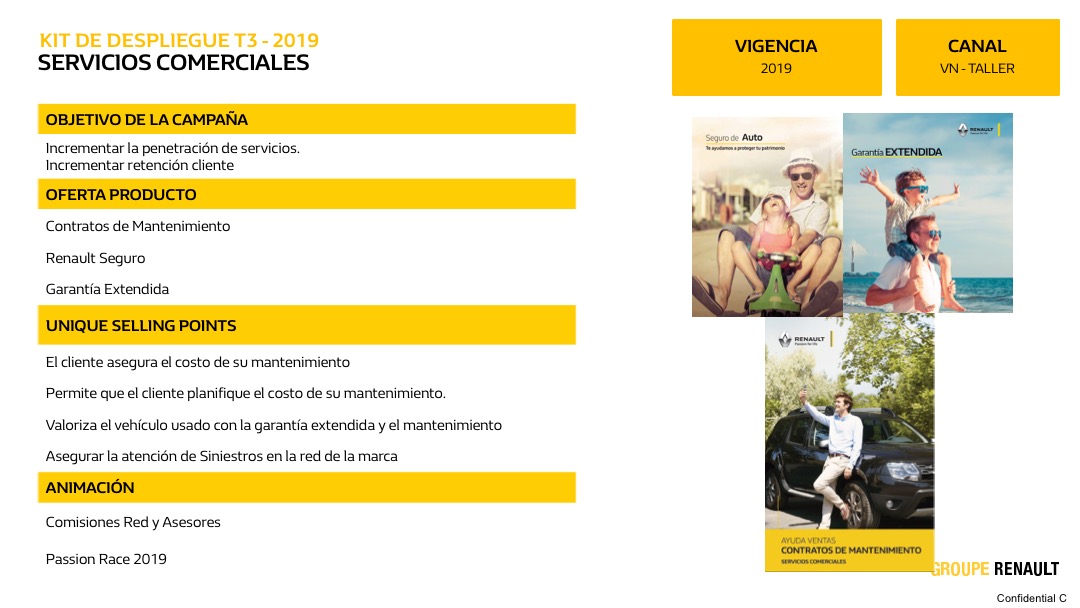 KIT DE DESPLIEGUE T3 - 2019
SERVICIOS COMERCIALES
VIGENCIA
2019
CANAL
VN - TALLER
OBJETIVO DE LA CAMPAÑA
Incrementar la penetración de servicios.
Incrementar retención cliente
OFERTA PRODUCTO
Contratos de Mantenimiento
Renault Seguro
Garantía Extendida
UNIQUE SELLING POINTS
El cliente asegura el costo de su mantenimiento
Permite que el cliente planifique el costo de su mantenimiento.
Valoriza el vehículo usado con la garantía extendida y el mantenimiento
Asegurar la atención de Siniestros en la red de la marca
ANIMACIÓN
Comisiones Red y Asesores
Passion Race 2019
Seguro de Auto
Te ayudamos a proteger tu patrimonio
RENAULT
Passion for life
Garantía EXTENDIDA
RENAULT
Passion for life
AYUDA VENTAS
CONTRATOS DE MANTENIMIENTO
SERVICIOS COMERCIALES
GROUPE RENAULT
Confidential C